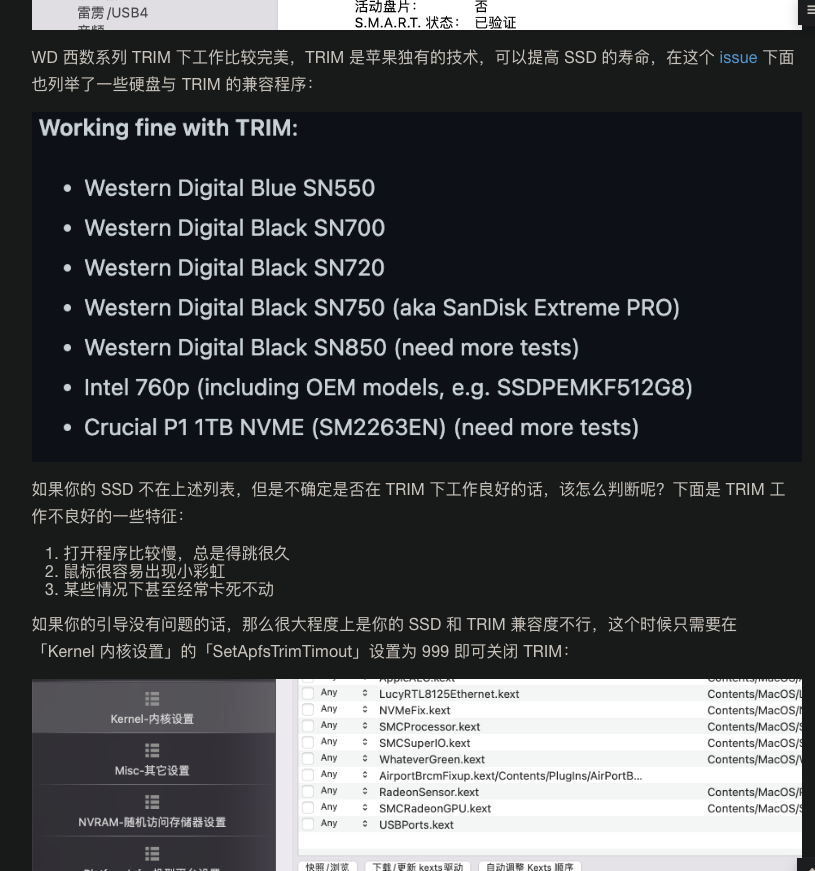 雷雳/USB4
活动盘片： 否
S.M.A.R.T. 状态： 已验证
WD 西数系列 TRIM 下工作比较完美，TRIM 是苹果独有的技术，可以提高 SSD 的寿命，在这个 issue 下面
也列举了一些硬盘与 TRIM 的兼容程序：
Working fine with TRIM:
• Western Digital Blue SN550
• Western Digital Black SN700
• Western Digital Black SN720
• Western Digital Black SN750 (aka SanDisk Extreme PRO)
• Western Digital Black SN850 (need more tests)
• Intel 760p (including OEM models, e.g. SSDPEMKF512G8)
• Crucial P1 1TB NVME (SM2263EN) (need more tests)
如果你的 SSD 不在上述列表，但是不确定是否在 TRIM 下工作良好的话，该怎么判断呢？下面是 TRIM 工
作不良好的一些特征：
1. 打开程序比较慢，总是得跳很久
2. 鼠标很容易出现小彩虹
3. 某些情况下甚至经常卡死不动
如果你的引导没有问题的话，那么很大程度上是你的 SSD 和 TRIM 兼容度不行，这个时候只需要在
「Kernel 内核设置」的「SetApfsTrimTimout」设置为 999 即可关闭 TRIM：
Kernel-内核设置
Misc-其它设置
NVRAM-随机访问存储器设置
AppleALC.kext Contents/MacOS/
Any LucyRTL8125Ethernet.kext Contents/MacOS/L
Any NVMeFix.kext Contents/MacOS/N
Any SMCProcessor.kext Contents/MacOS/S
Any SMCSuperIO.kext Contents/MacOS/S
Any WhateverGreen.kext Contents/MacOS/W
Any AirportBrcmFixup.kext/Contents/PlugIns/AirPortB...
Any RadeonSensor.kext Contents/MacOS/R
Any SMCRadeonGPU.kext Contents/MacOS/S
Any USBPorts.kext
快照/浏览 下载/更新 kexts驱动 自动调整 Kexts 顺序